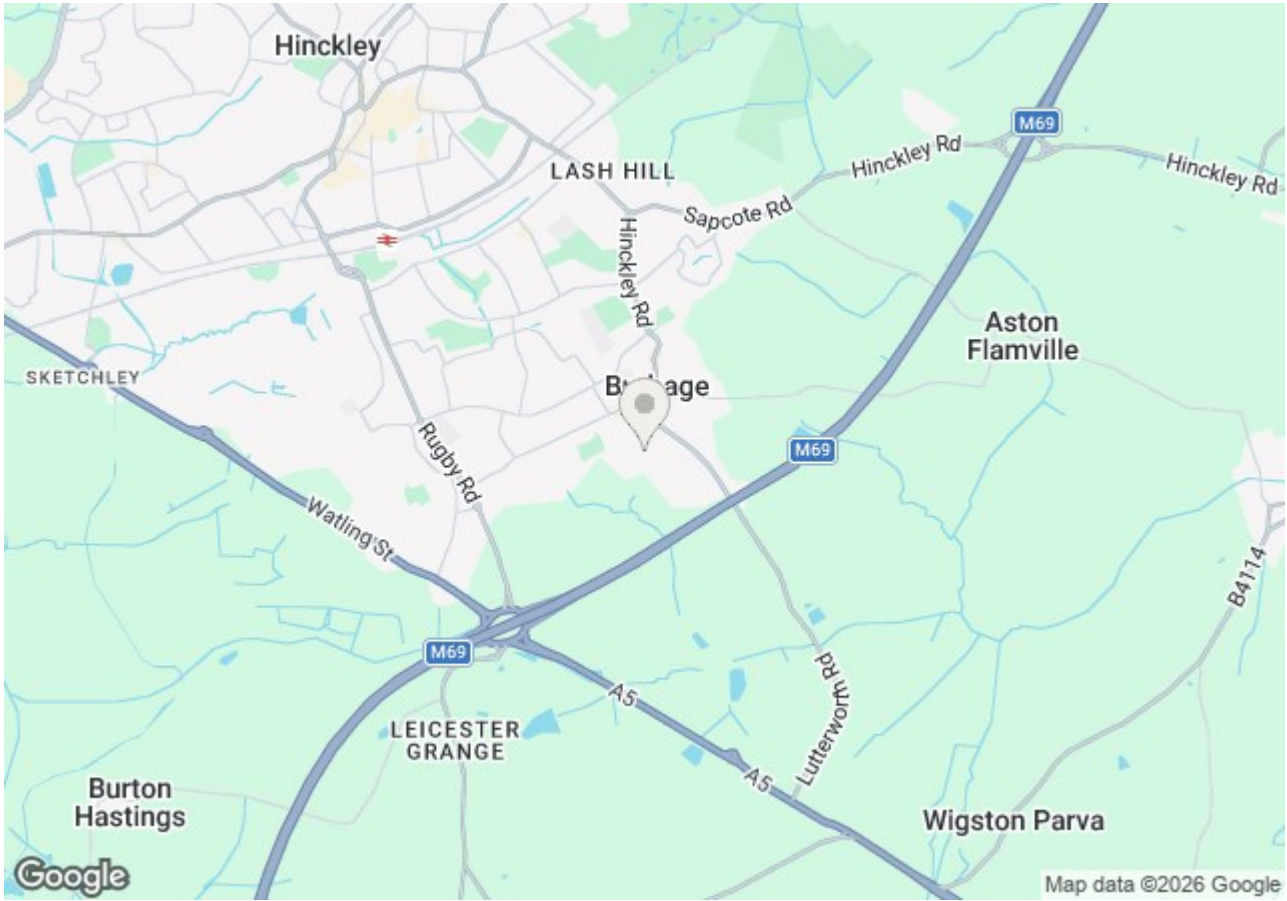 Hinckley
M69
Hinckley Rd
Hinckley Rd
LASH HILL
Sapcote Rd
Hinckley Rd
Aston
Flamville
SKETCHLEY
M69
Rugby Rd
Watling St
B4114
M69
A5
Lutterworth Rd
LEICESTER
GRANGE
A5
Burton
Hastings
Wigston Parva
Google
Map data ©2026 Google